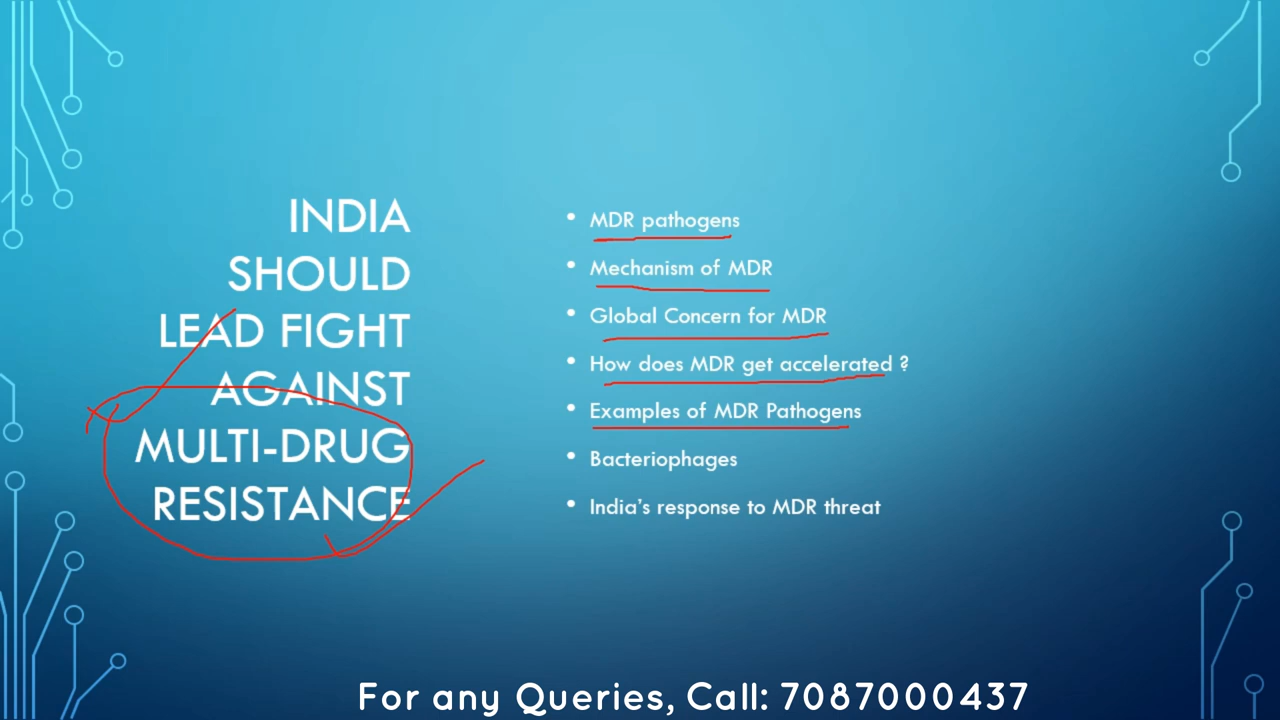 INDIA
SHOULD
LEAD FIGHT
AGAINST
MULTI-DRUG
RESISTANCE
• MDR pathogens
• Mechanism of MDR
• Global Concern for MDR
• How does MDR get accelerated ?
• Examples of MDR Pathogens
• Bacteriophages
• India's response to MDR threat
For any Queries, Call: 7087000437